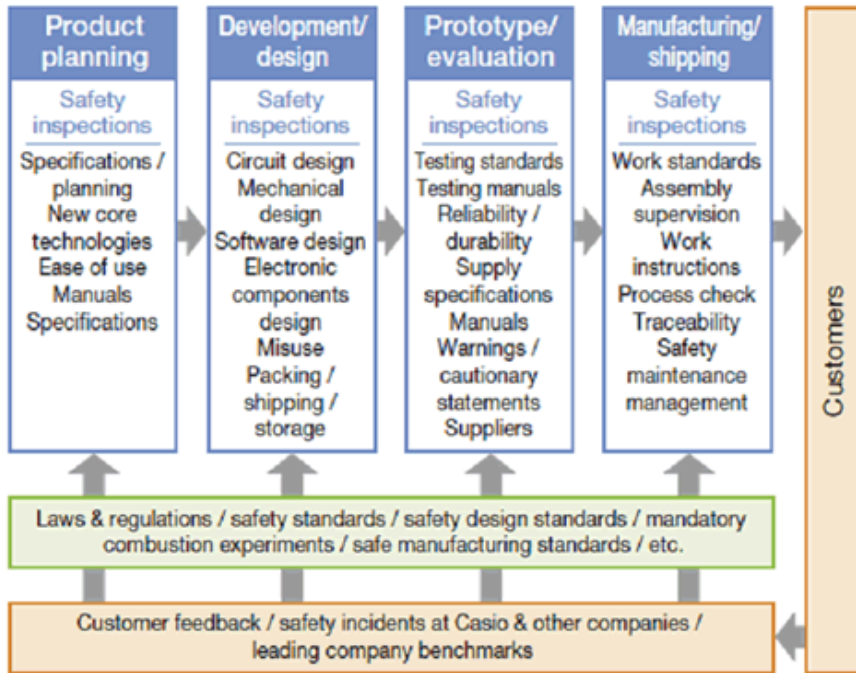 Product
planning
Safety
inspections
Specifications /
planning
New core
technologies
Ease of use
Manuals
Specifications
Development/
design
Safety
inspections
Circuit design
Mechanical
design
Software design
Electronic
components
design
Misuse
Packing /
shipping /
storage
Prototype/
evaluation
Safety
inspections
Testing standards
Testing manuals
Reliability /
durability
Supply
specifications
Manuals
Warnings /
cautionary
statements
Suppliers
Manufacturing/
shipping
Safety
inspections
Work standards
Assembly
supervision
Work
instructions
Process check
Traceability
Safety
maintenance
management
Customers
Laws & regulations / safety standards / safety design standards / mandatory
combustion experiments / safe manufacturing standards / etc.
Customer feedback / safety incidents at Casio & other companies /
leading company benchmarks